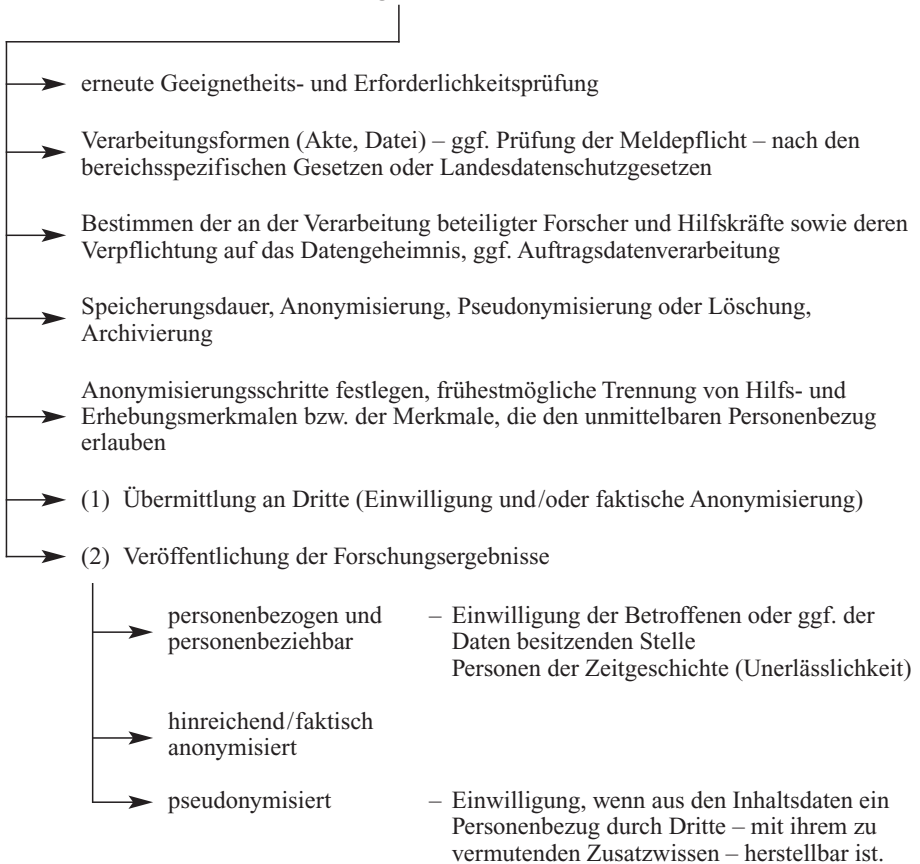 erneute Geeignetheits- und Erforderlichkeitsprüfung
Verarbeitungsformen (Akte, Datei) – ggf. Prüfung der Meldepflicht – nach den
bereichsspezifischen Gesetzen oder Landesdatenschutzgesetzen
Bestimmen der an der Verarbeitung beteiligter Forscher und Hilfskräfte sowie deren
Verpflichtung auf das Datengeheimnis, ggf. Auftragsdatenverarbeitung
Speicherungsdauer, Anonymisierung, Pseudonymisierung oder Löschung,
Archivierung
Anonymisierungsschritte festlegen, frühestmögliche Trennung von Hilfs- und
Erhebungsmerkmalen bzw. der Merkmale, die den unmittelbaren Personenbezug
erlauben
(1) Übermittlung an Dritte (Einwilligung und/oder faktische Anonymisierung)
(2) Veröffentlichung der Forschungsergebnisse
personenbezogen und – Einwilligung der Betroffenen oder ggf. der
personenbeziehbar Daten besitzenden Stelle
Personen der Zeitgeschichte (Unerlässlichkeit)
hinreichend/faktisch
anonymisiert
pseudonymisiert – Einwilligung, wenn aus den Inhaltsdaten ein
Personenbezug durch Dritte – mit ihrem zu
vermutenden Zusatzwissen – herstellbar ist.